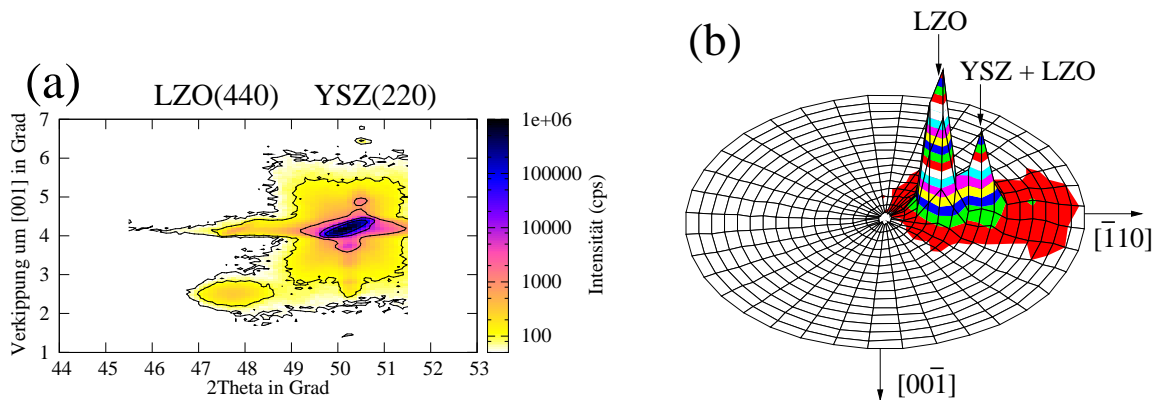 (a)
LZO(440) YSZ(220)
Verkippung um [001] in Grad
7
6
5
4
3
2
1
44 45 46 47 48 49 50 51 52 53
2Theta in Grad
1e+06
100000
10000
1000
100
Intensität (cps)
(b)
LZO
YSZ + LZO
[1̅10]
[001̅]